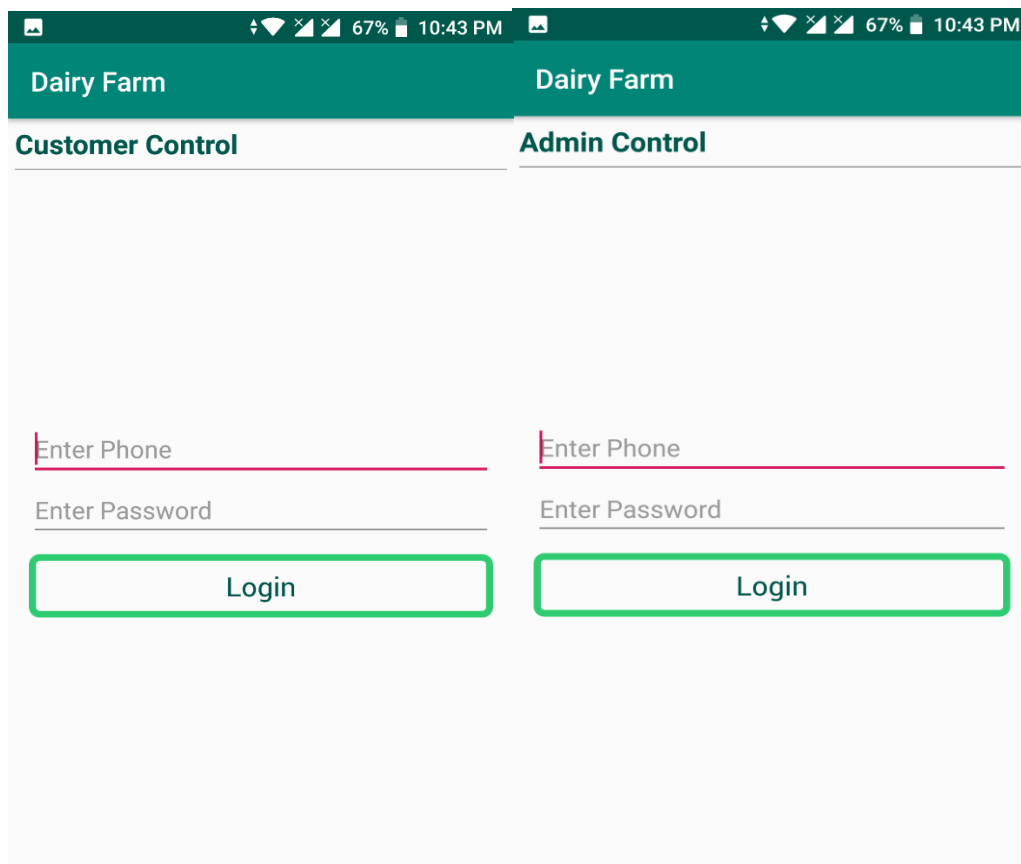 67% 10:43 PM
Dairy Farm
Customer Control
Enter Phone
Enter Password
Login
67% 10:43 PM
Dairy Farm
Admin Control
Enter Phone
Enter Password
Login